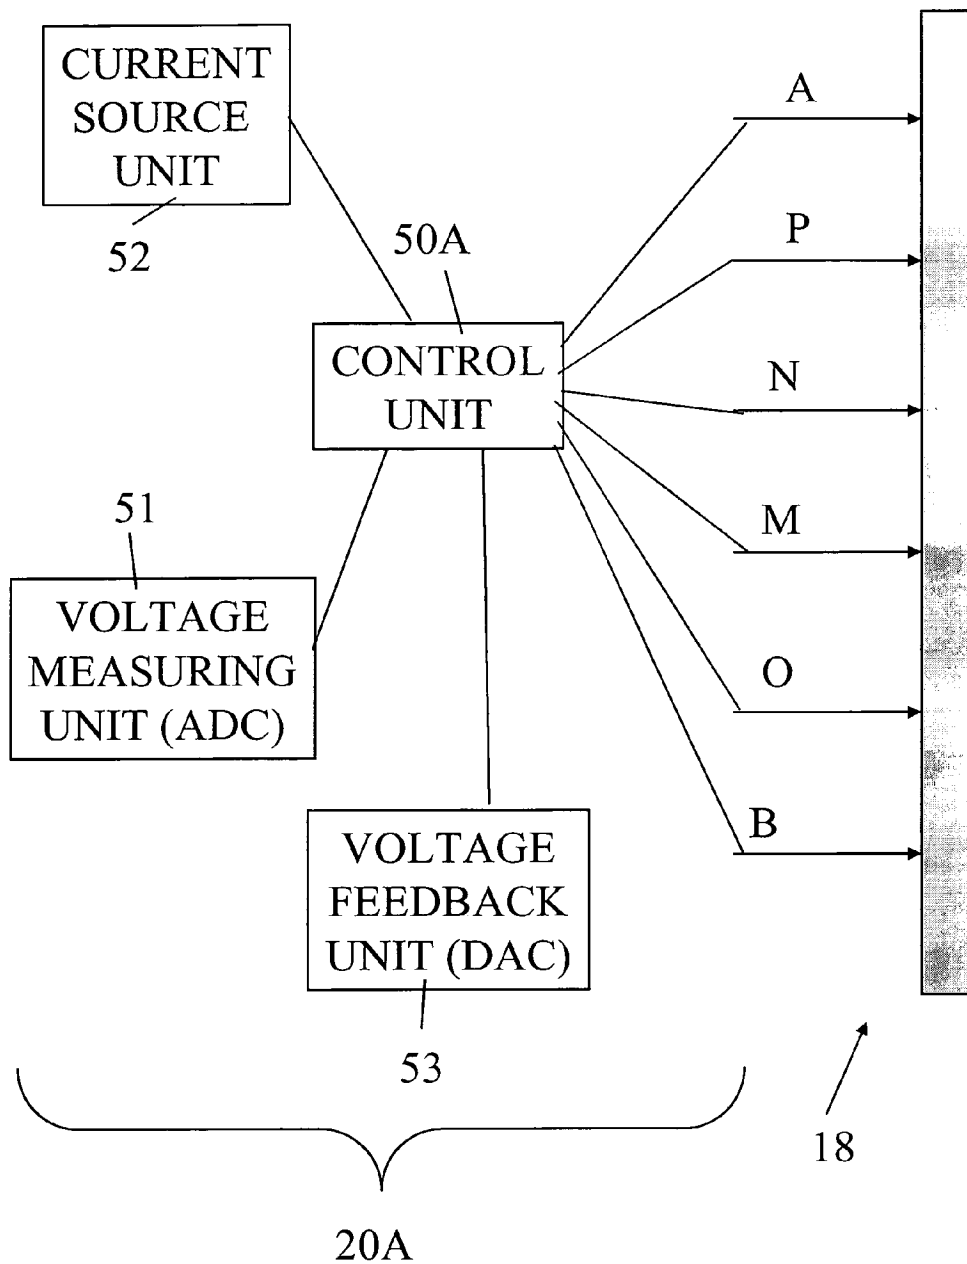 CURRENT
SOURCE
UNIT
52
50A
CONTROL
UNIT
51
VOLTAGE
MEASURING
UNIT (ADC)
VOLTAGE
FEEDBACK
UNIT (DAC)
53
A
P
N
M
O
B
18
20A